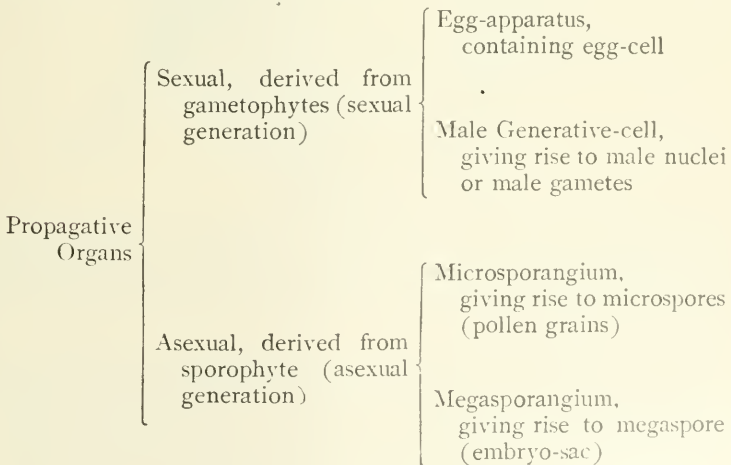 Propagative
Organs
Sexual, derived from
gametophytes (sexual
generation)
Egg-apparatus,
containing egg-cell
Male Generative-cell,
giving rise to male nuclei
or male gametes
Asexual, derived from
sporophyte (asexual
generation)
Microsporangium,
giving rise to microspores
(pollen grains)
Megasporangium,
giving rise to megaspore
(embryo-sac)